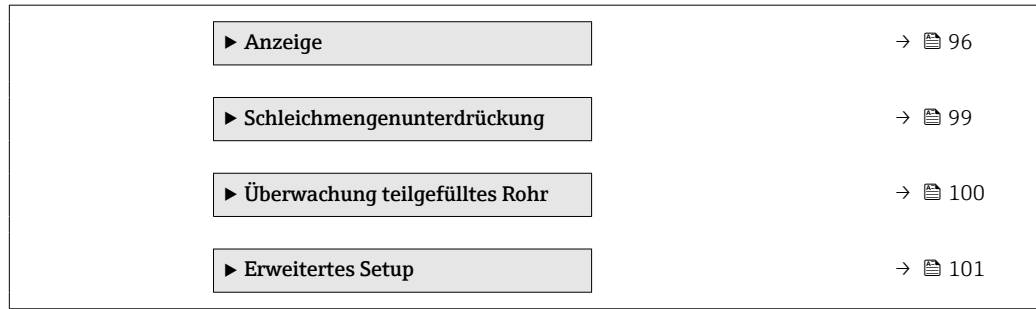 ▶ Anzeige → 96
▶ Schleichmengenunterdrückung → 99
▶ Überwachung teilgefülltes Rohr → 100
▶ Erweitertes Setup → 101